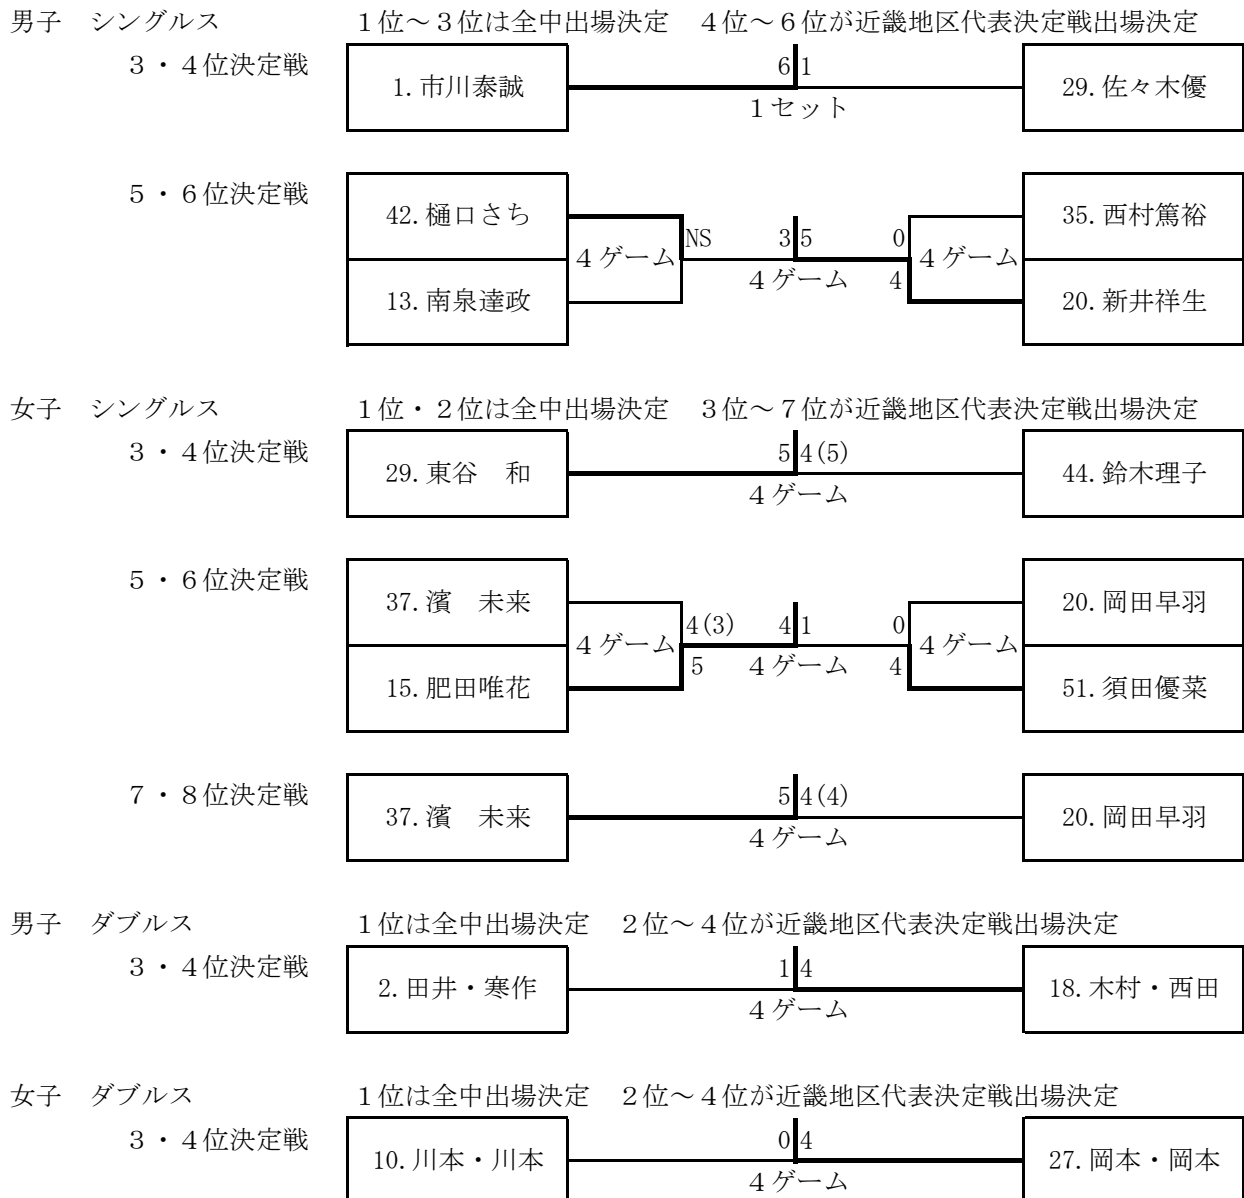 男子　シングルス　１位～３位は全中出場決定　４位～６位が近畿地区代表決定戦出場決定
３・４位決定戦
1.市川泰誠　6 1　29.佐々木優
１セット
５・６位決定戦
42.樋口さち　35.西村篤裕
4ゲーム　NS　3 5　0　4ゲーム
4ゲーム　4
13.南泉達政　20.新井祥生
女子　シングルス　１位・２位は全中出場決定　３位～７位が近畿地区代表決定戦出場決定
３・４位決定戦
29.東谷　和　5 4(5)　44.鈴木理子
4ゲーム
５・６位決定戦
37.濱　未来　20.岡田早羽
4ゲーム　4(3)　4 1　0　4ゲーム
5　4ゲーム　4
15.肥田唯花　51.須田優菜
７・８位決定戦
37.濱　未来　5 4(4)　20.岡田早羽
4ゲーム
男子　ダブルス　１位は全中出場決定　２位～４位が近畿地区代表決定戦出場決定
３・４位決定戦
2.田井・寒作　1 4　18.木村・西田
4ゲーム
女子　ダブルス　１位は全中出場決定　２位～４位が近畿地区代表決定戦出場決定
３・４位決定戦
10.川本・川本　0 4　27.岡本・岡本
4ゲーム